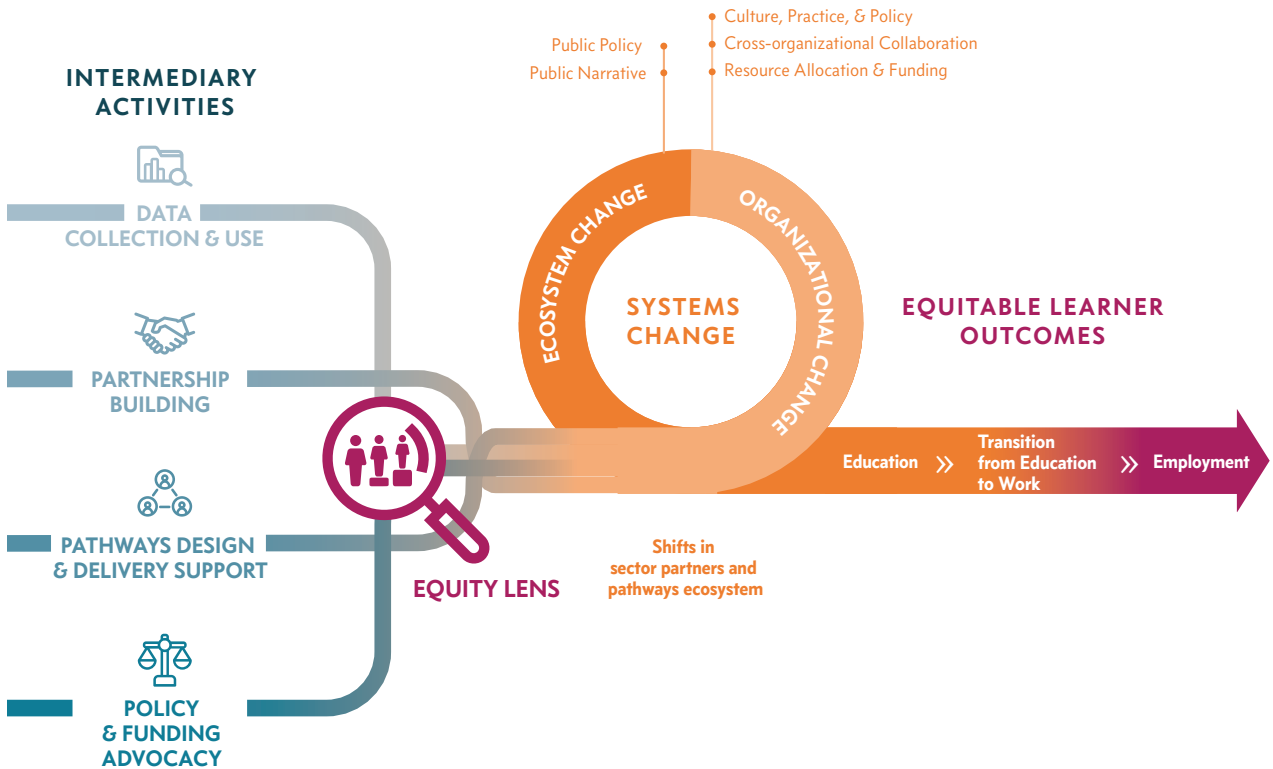 INTERMEDIARY
ACTIVITIES
DATA
COLLECTION & USE
PARTNERSHIP
BUILDING
PATHWAYS DESIGN
& DELIVERY SUPPORT
POLICY
& FUNDING
ADVOCACY
EQUITY LENS
Public Policy
Public Narrative
Culture, Practice, & Policy
Cross-organizational Collaboration
Resource Allocation & Funding
ECOSYSTEM CHANGE
ORGANIZATIONAL CHANGE
SYSTEMS
CHANGE
Shifts in
sector partners and
pathways ecosystem
EQUITABLE LEARNER
OUTCOMES
Education
Transition
from Education
to Work
Employment